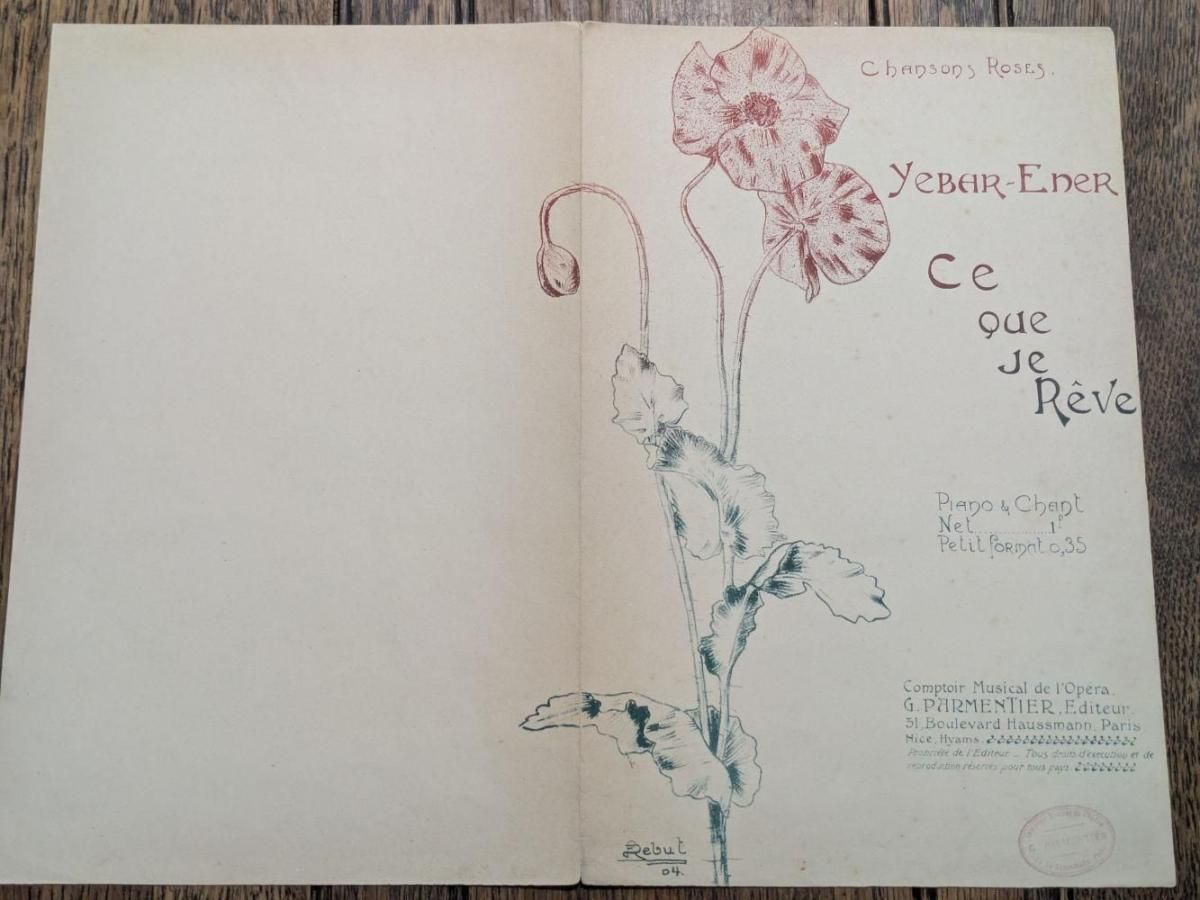 Chansons Roses.
Yebar-Ener
Ce
que
Je
Rêve
Piano & Chant
Net..................1f
Petit format.0,35
Comptoir Musical de l'Opéra.
G. PARMENTIER, Editeur.
31, Boulevard Haussmann, Paris
Nice, Hyams.
Propriété de l'Editeur _ Tous droits d'execution et de
reproduction réservés pour tous pays.
Rebut
04.